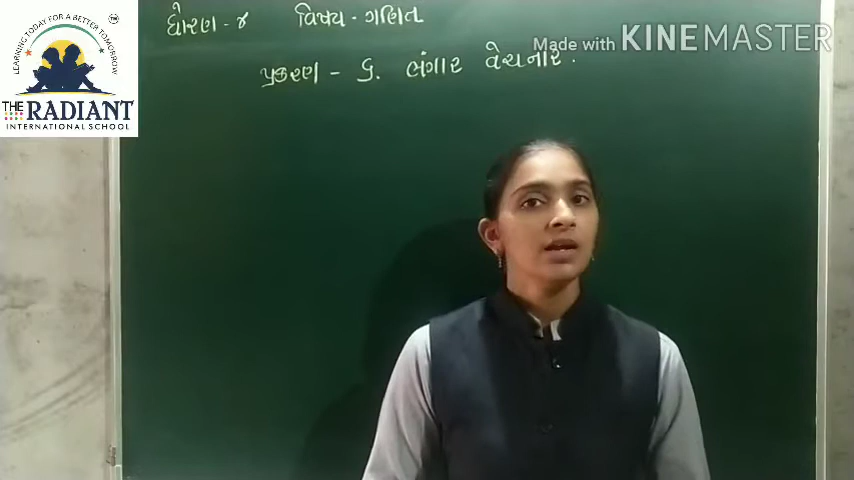 LEARNING TODAY FOR A BETTER TOMORROW
THE RADIANT
INTERNATIONAL SCHOOL
Made with KINEMASTER
ધોરણ - ૪ વિષય - ગણિત
પ્રકરણ - ૬. ભંગાર વેચનાર.